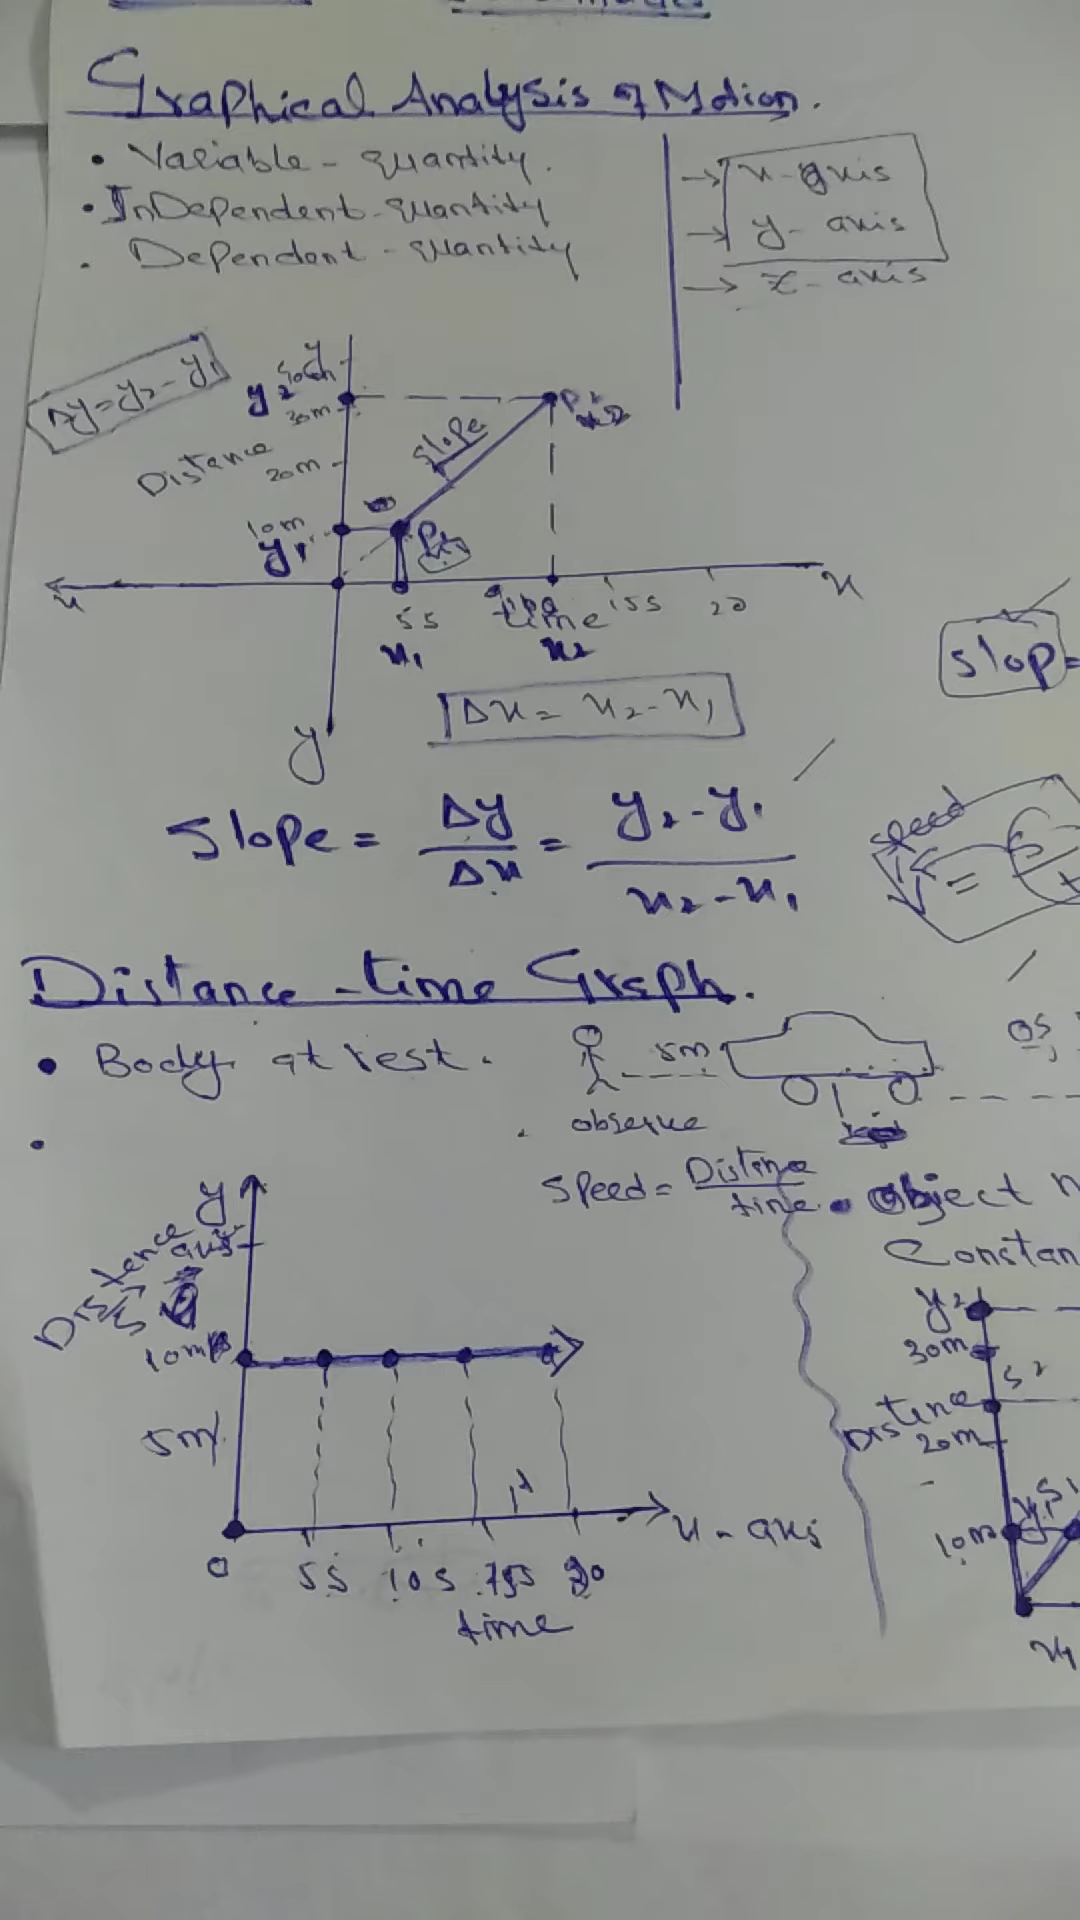 Graphical Analysis of Motion.
• Variable - quantity.
• InDependent - quantity
. Dependent - quantity
→ x-axis
→ y-axis
→ z-axis
Δy=y₂-y₁
y
y₂
30m
Distance
20m
10m
y₁
slope
P₂
P₁
x
x
5s
time
15s
20
x₁
x₂
y
Δx = x₂-x₁
Slope = Δy/Δx = y₂-y₁/x₂-x₁
slop=
speed
=
Distance -time Graph.
• Body at rest.
5m
observe
Speed = Distance/time
• object
Constan
y
axis
Distance
10m
5m
0
5s
10s
15s
20
x-axis
time
y₂
30m
s²
Distance
20m
10m